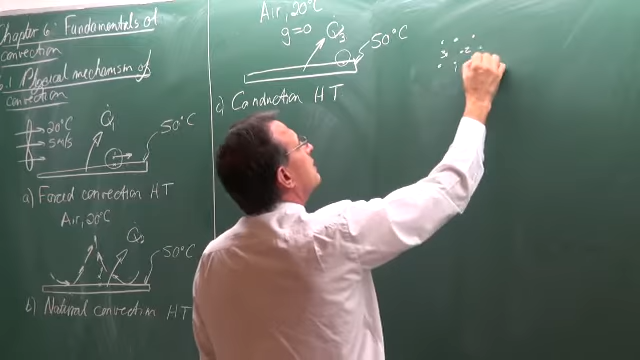 Chapter 6: Fundamentals of
convection
6.1 Physical mechanism of
convection
20°C
5m/s
Q̇1
50°C
a) Forced convection HT
Air, 20°C
Q̇2
50°C
b) Natural convection HT
Air, 20°C
g=0
Q̇3
50°C
c) Conduction HT